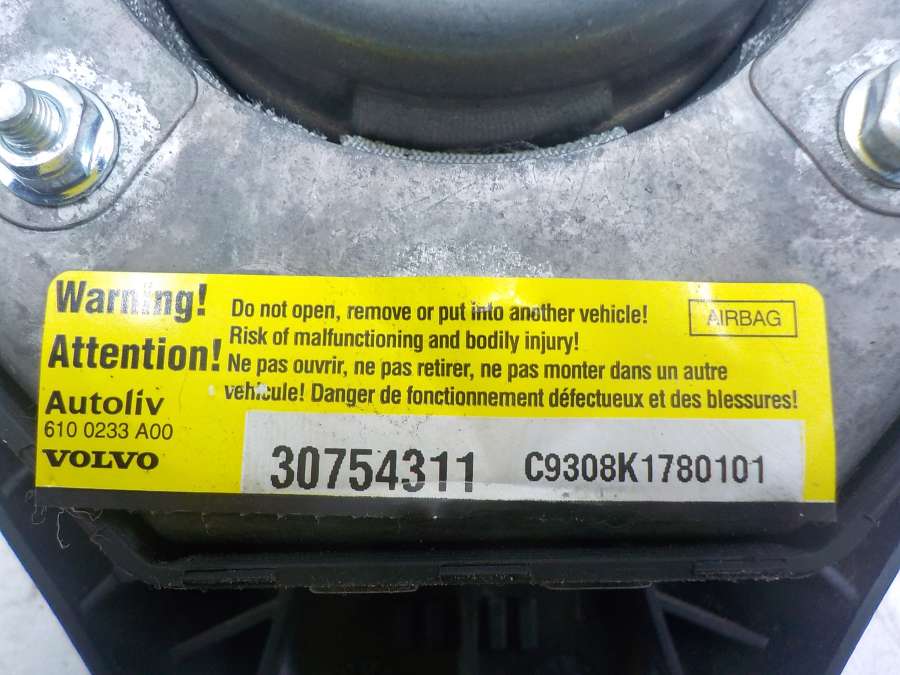 Warning!
Do not open, remove or put into another vehicle!
Risk of malfunctioning and bodily injury!
AIRBAG
Attention!
Ne pas ouvrir, ne pas retirer, ne pas monter dans un autre
vehicule! Danger de fonctionnement défectueux et des blessures!
Autoliv
610 0233 A00
VOLVO
30754311
C9308K1780101